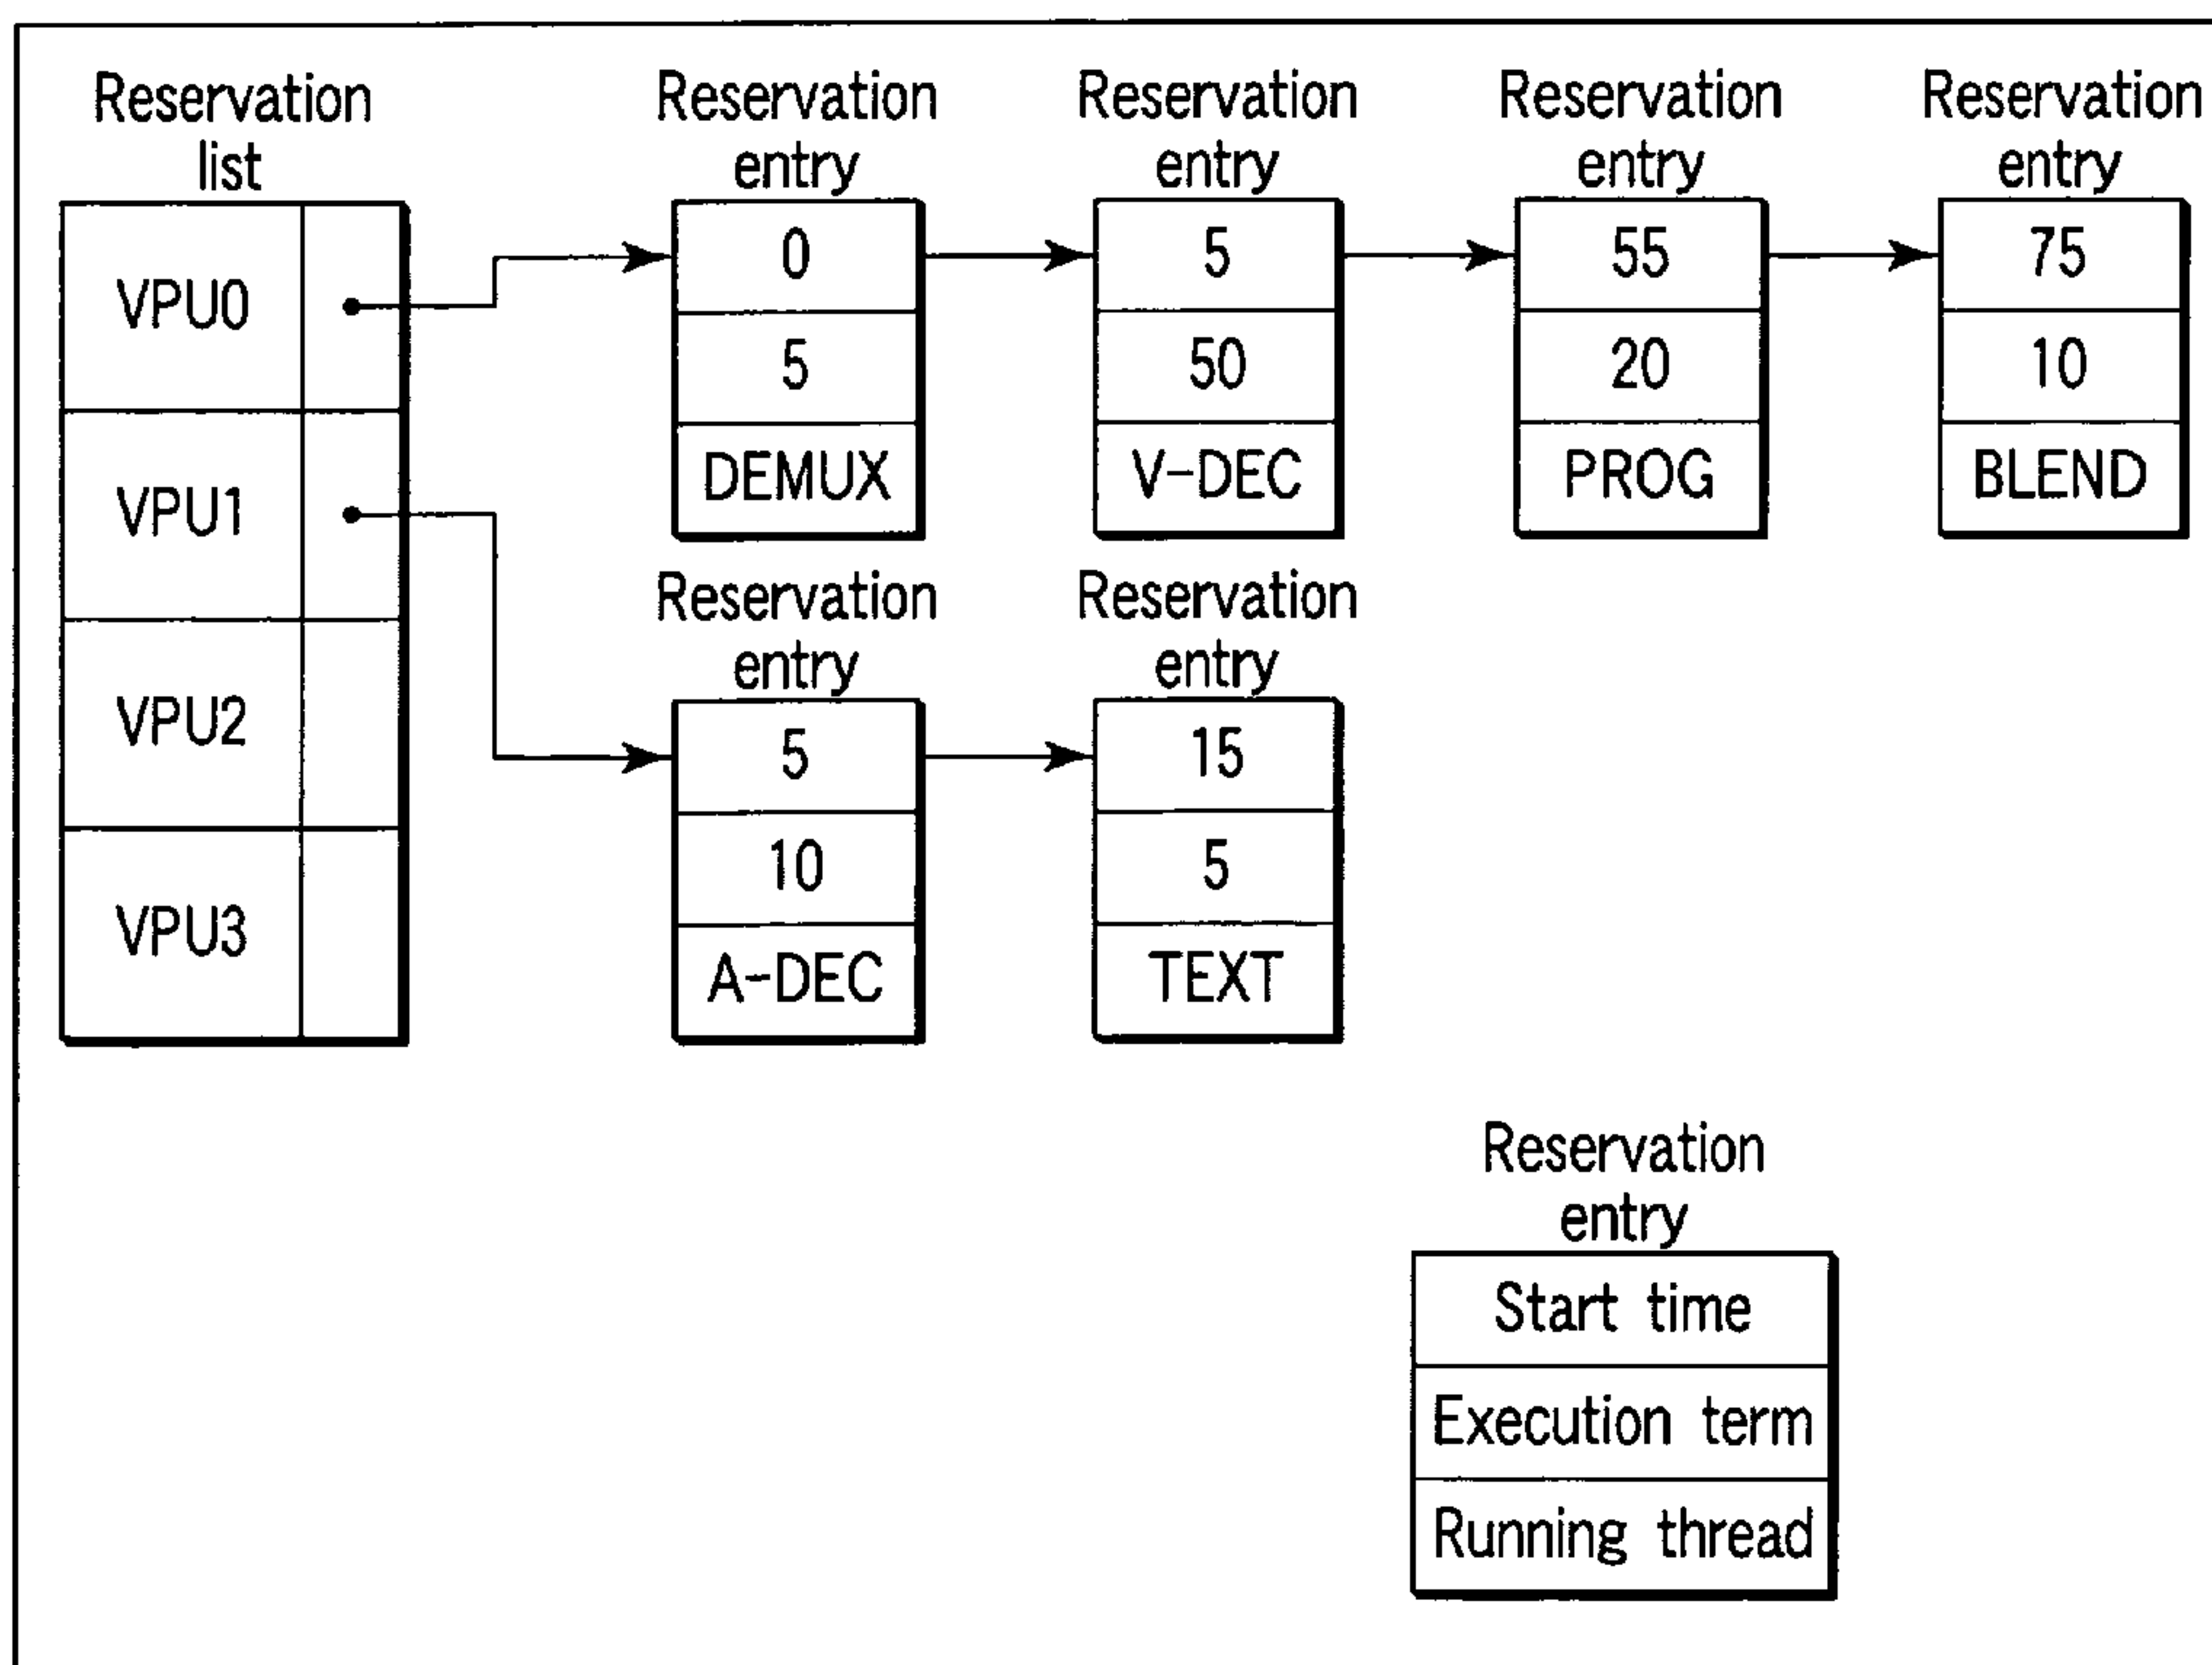 Reservation
list
VPU0
VPU1
VPU2
VPU3
Reservation
entry
0
5
DEMUX
Reservation
entry
5
50
V-DEC
Reservation
entry
55
20
PROG
Reservation
entry
75
10
BLEND
Reservation
entry
5
10
A-DEC
Reservation
entry
15
5
TEXT
Reservation
entry
Start time
Execution term
Running thread